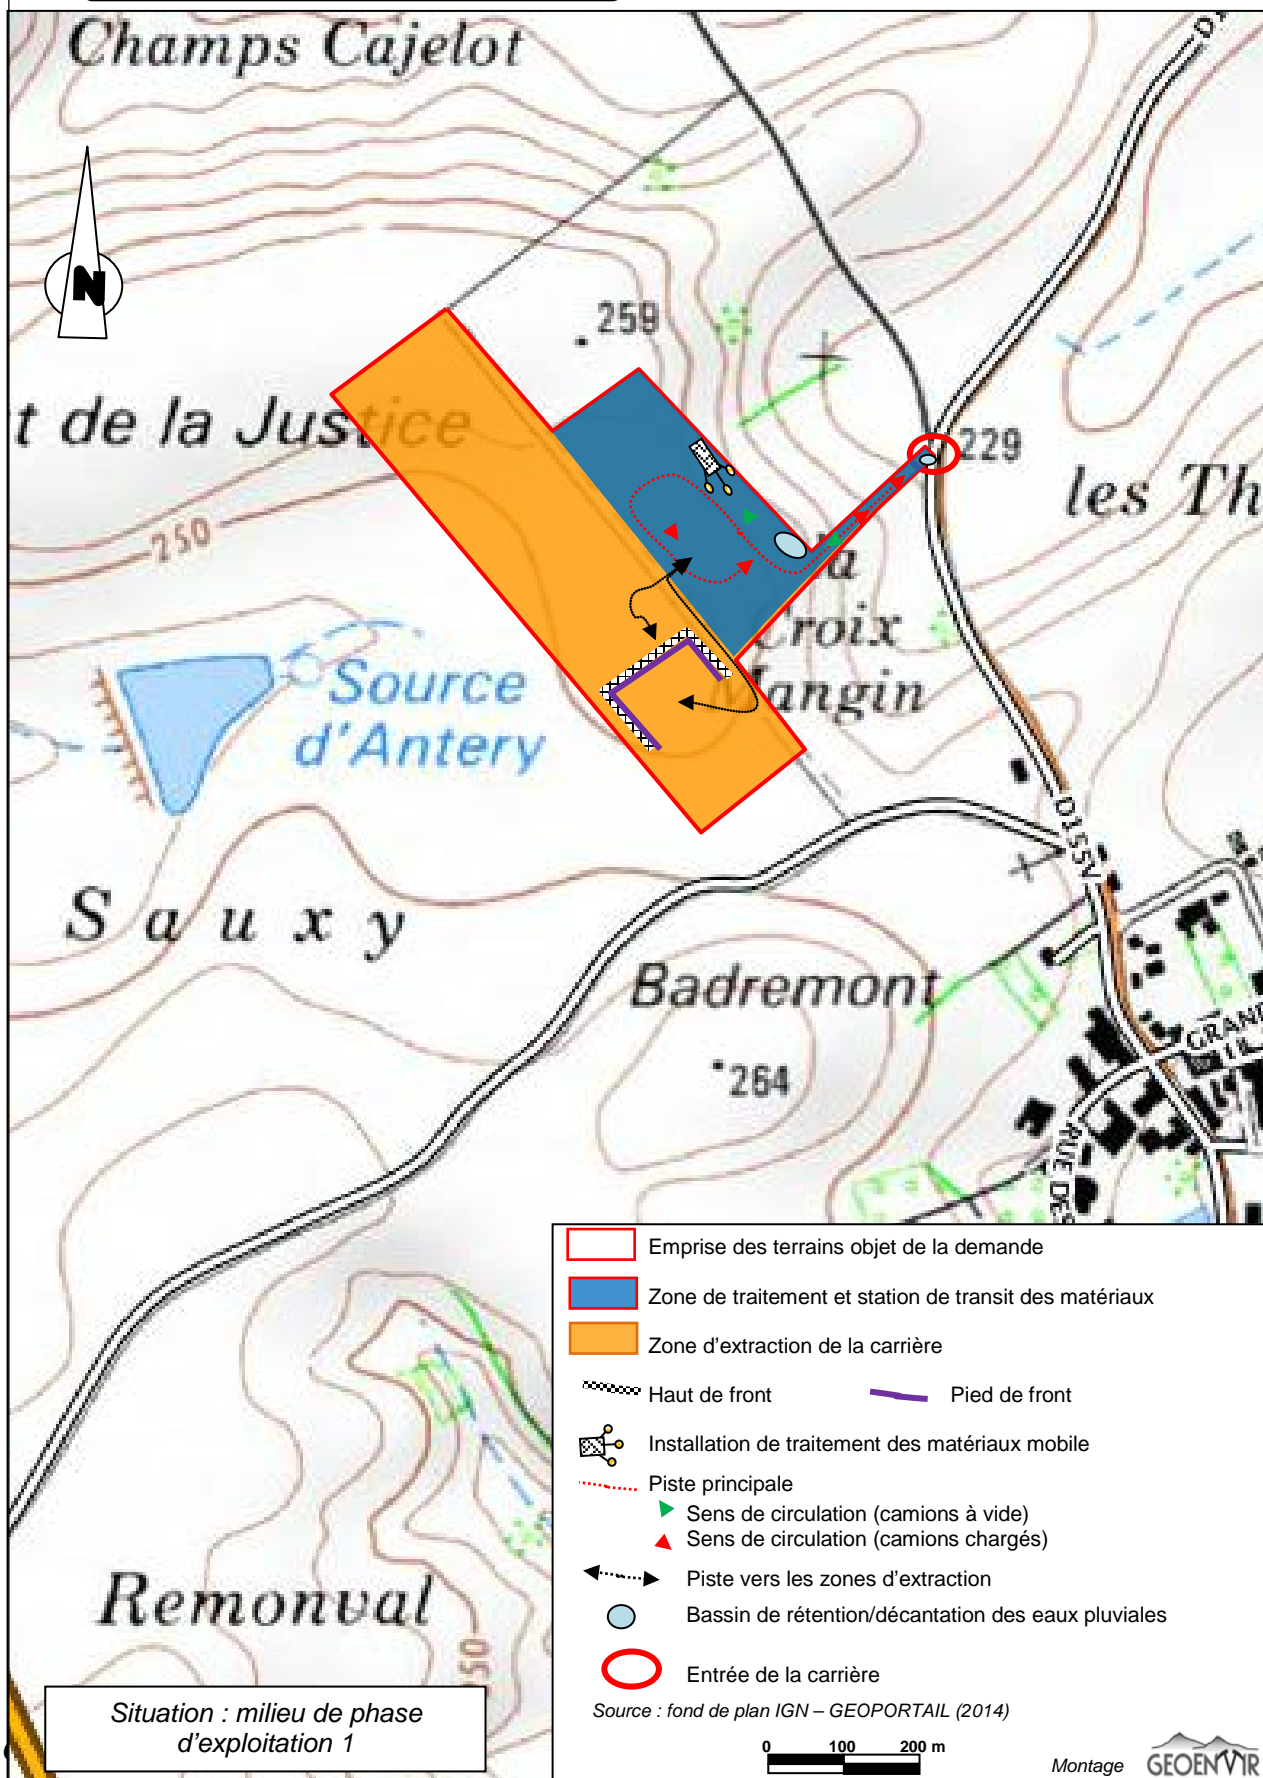 Champs Cajelot
D1
N
259
t de la Justice
229
les Th
250
la
Croix
Mangin
Source
d'Antery
D155V
Sauxy
Badremont
264
GRAND
RUE DES
Emprise des terrains objet de la demande
Zone de traitement et station de transit des matériaux
Zone d'extraction de la carrière
Haut de front
Pied de front
Installation de traitement des matériaux mobile
Piste principale
Sens de circulation (camions à vide)
Sens de circulation (camions chargés)
Piste vers les zones d'extraction
Bassin de rétention/décantation des eaux pluviales
Entrée de la carrière
Remonval
250
Situation : milieu de phase
d'exploitation 1
Source : fond de plan IGN – GEOPORTAIL (2014)
0 100 200 m
Montage GEOENVIR